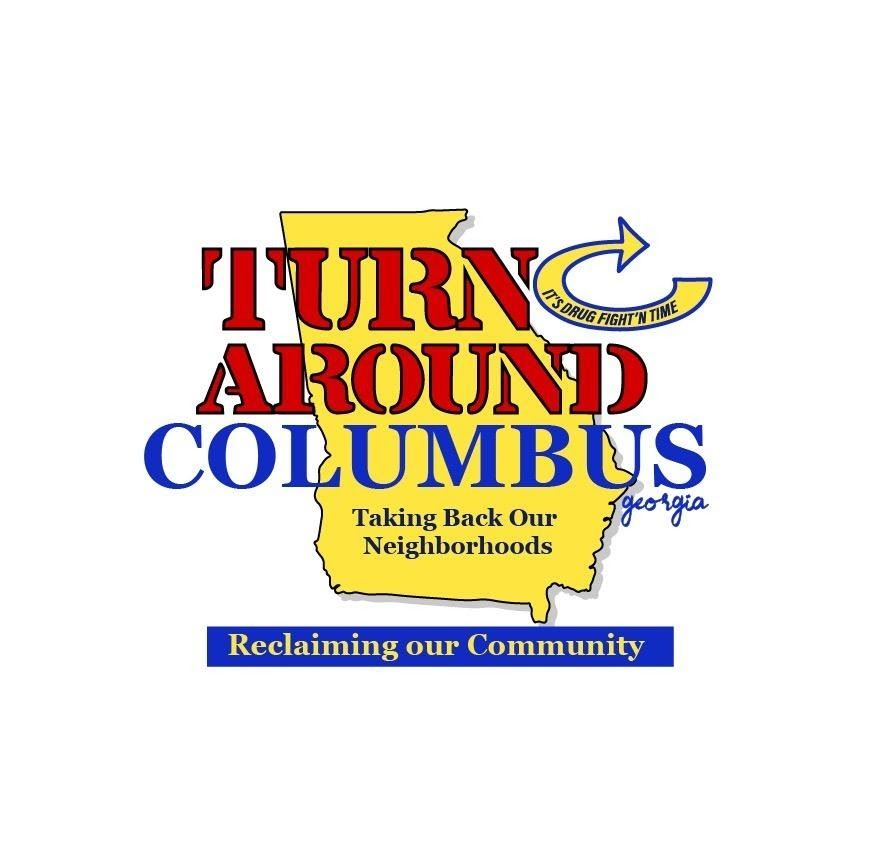 TURN
IT'S DRUG FIGHT'N TIME
AROUND
COLUMBUS
georgia
Taking Back Our
Neighborhoods
Reclaiming our Community